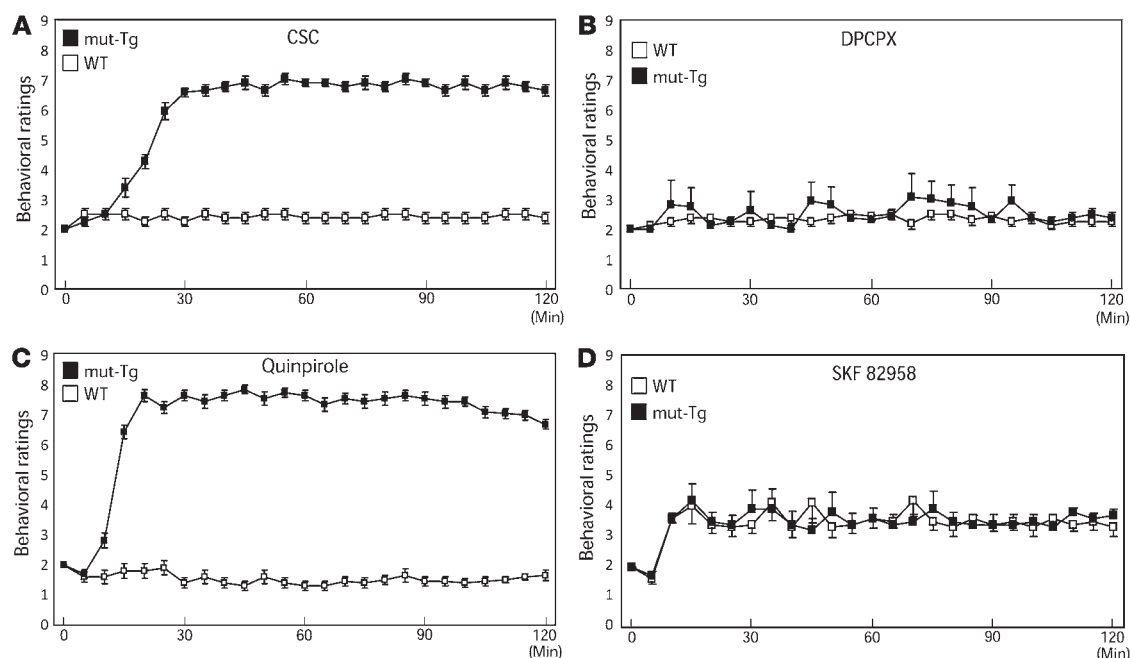 A
CSC
mut-Tg
WT
Behavioral ratings
9
8
7
6
5
4
3
2
1
0
0 30 60 90 120
(Min)
B
DPCPX
WT
mut-Tg
Behavioral ratings
9
8
7
6
5
4
3
2
1
0
0 30 60 90 120
(Min)
C
Quinpirole
mut-Tg
WT
Behavioral ratings
9
8
7
6
5
4
3
2
1
0
0 30 60 90 120
(Min)
D
SKF 82958
WT
mut-Tg
Behavioral ratings
9
8
7
6
5
4
3
2
1
0
0 30 60 90 120
(Min)